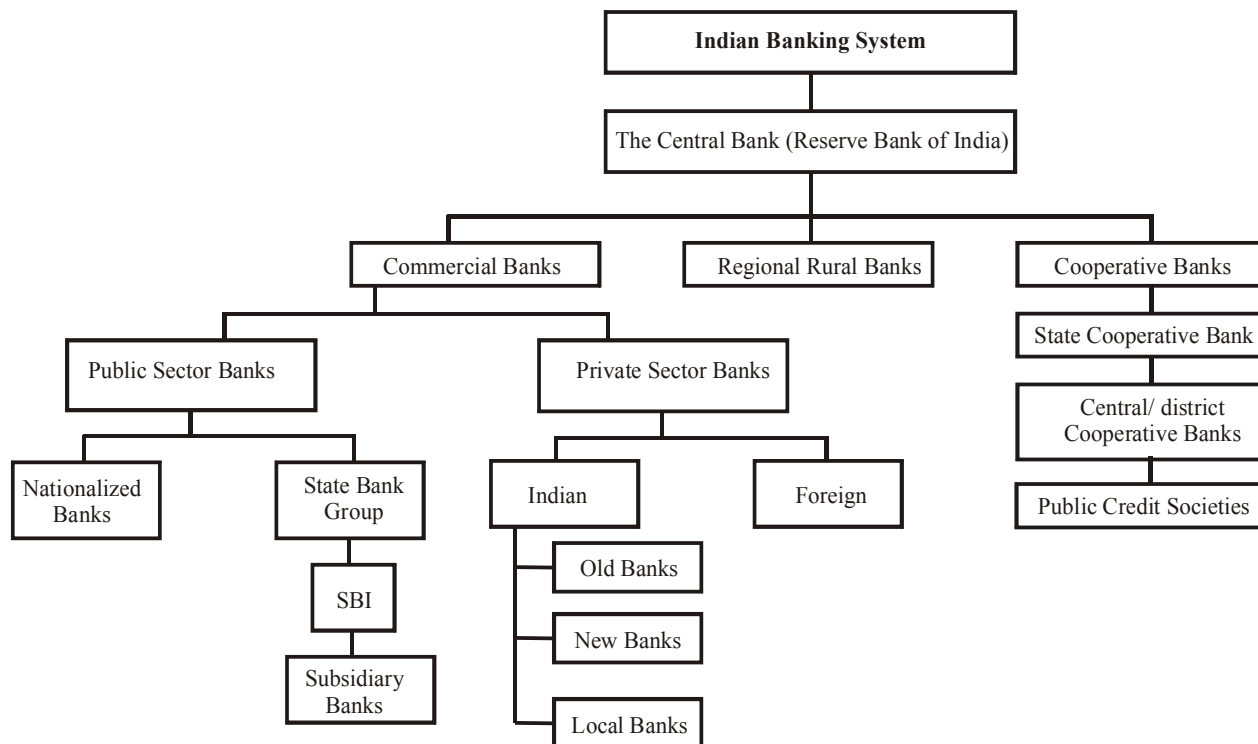 Indian Banking System
The Central Bank (Reserve Bank of India)
Commercial Banks
Regional Rural Banks
Cooperative Banks
State Cooperative Bank
Public Sector Banks
Private Sector Banks
Central/ district
Cooperative Banks
Nationalized
Banks
State Bank
Group
Indian
Foreign
Public Credit Societies
Old Banks
SBI
New Banks
Subsidiary
Banks
Local Banks